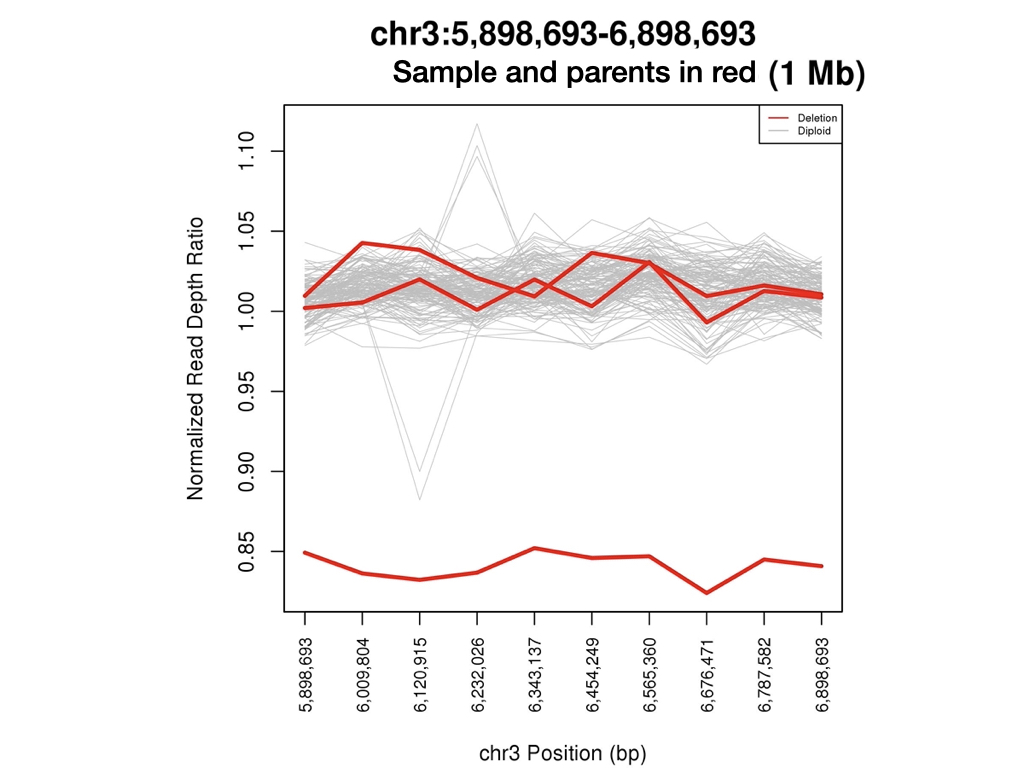 chr3:5,898,693-6,898,693
Sample and parents in red (1 Mb)
Deletion
Diploid
Normalized Read Depth Ratio
1.10
1.05
1.00
0.95
0.90
0.85
5,898,693
6,009,804
6,120,915
6,232,026
6,343,137
6,454,249
6,565,360
6,676,471
6,787,582
6,898,693
chr3 Position (bp)